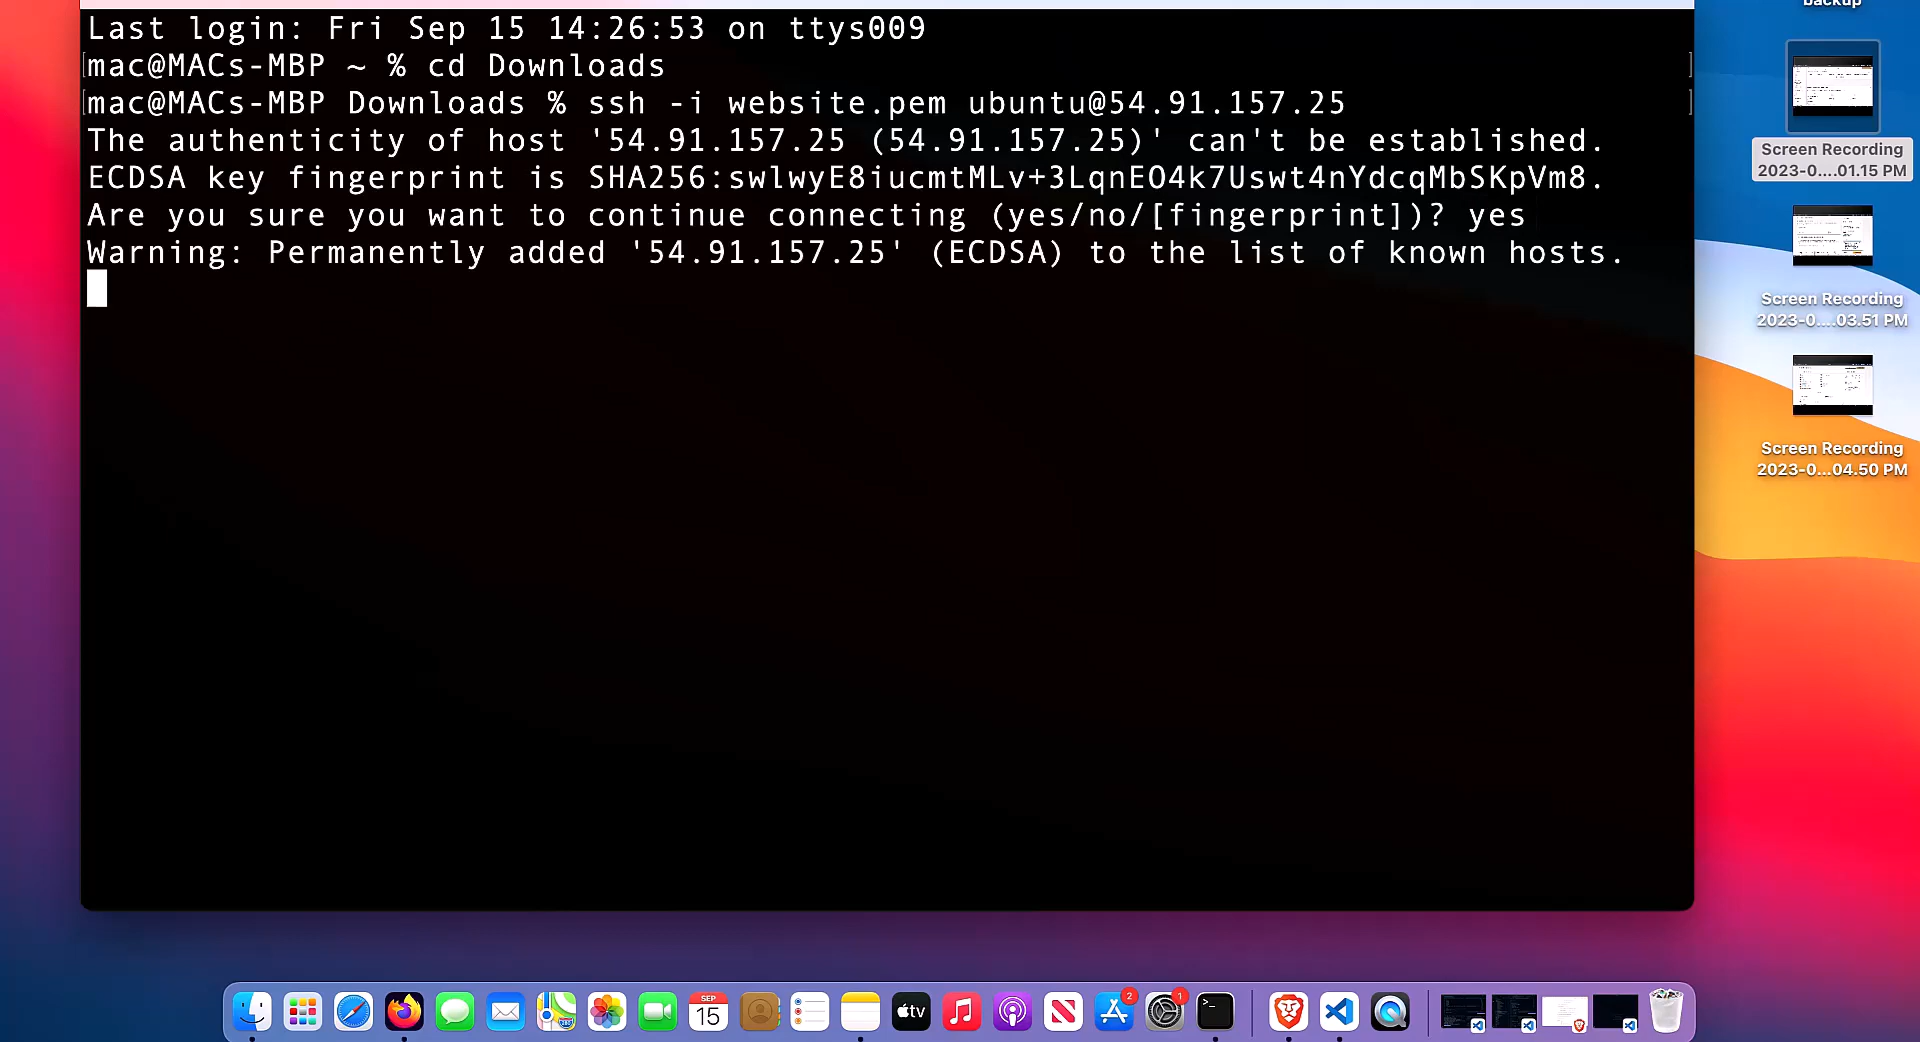 Last login: Fri Sep 15 14:26:53 on ttys009
[mac@MACs-MBP ~ % cd Downloads ]
[mac@MACs-MBP Downloads % ssh -i website.pem ubuntu@54.91.157.25 ]
The authenticity of host '54.91.157.25 (54.91.157.25)' can't be established.
ECDSA key fingerprint is SHA256:swlwyE8iucmtMLv+3LqnEO4k7Uswt4nYdcqMbSKpVm8.
Are you sure you want to continue connecting (yes/no/[fingerprint])? yes
Warning: Permanently added '54.91.157.25' (ECDSA) to the list of known hosts.
backup
Screen Recording
2023-0....01.15 PM
Screen Recording
2023-0....03.51 PM
Screen Recording
2023-0...04.50 PM
SEP
15
tv
2
1
>_